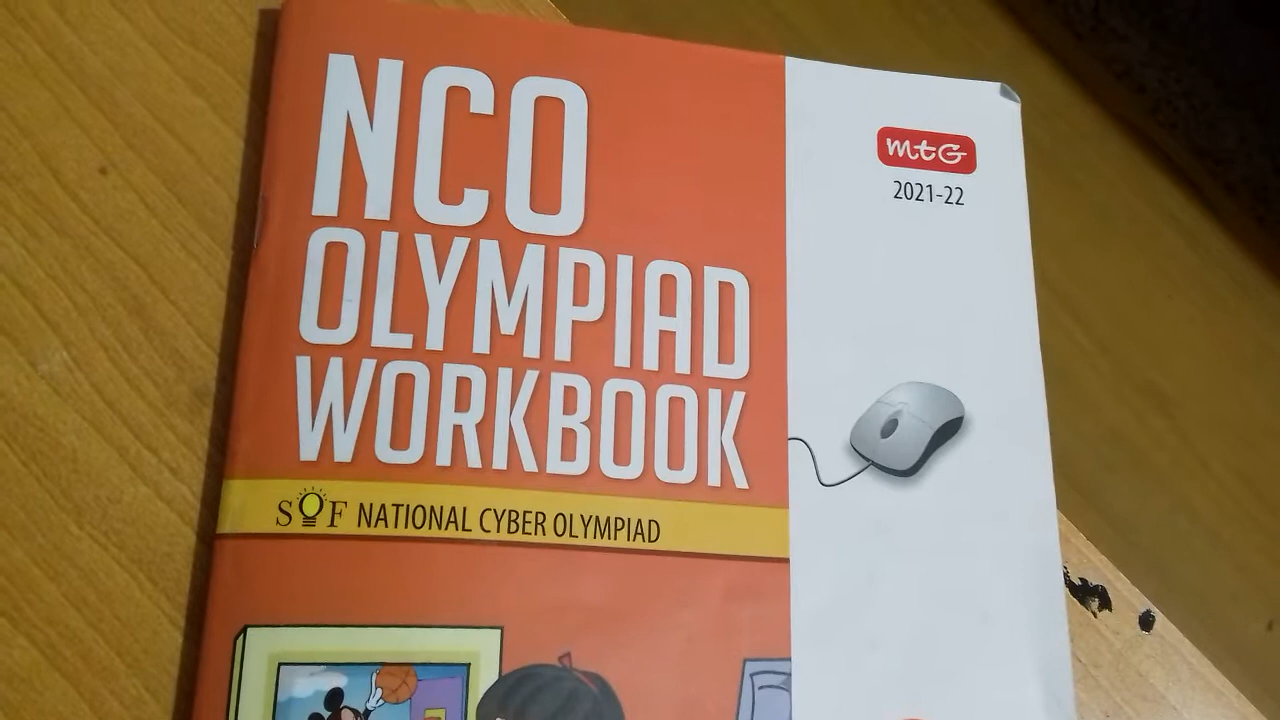 NCO
OLYMPIAD
WORKBOOK
SOF NATIONAL CYBER OLYMPIAD
mtG
2021-22